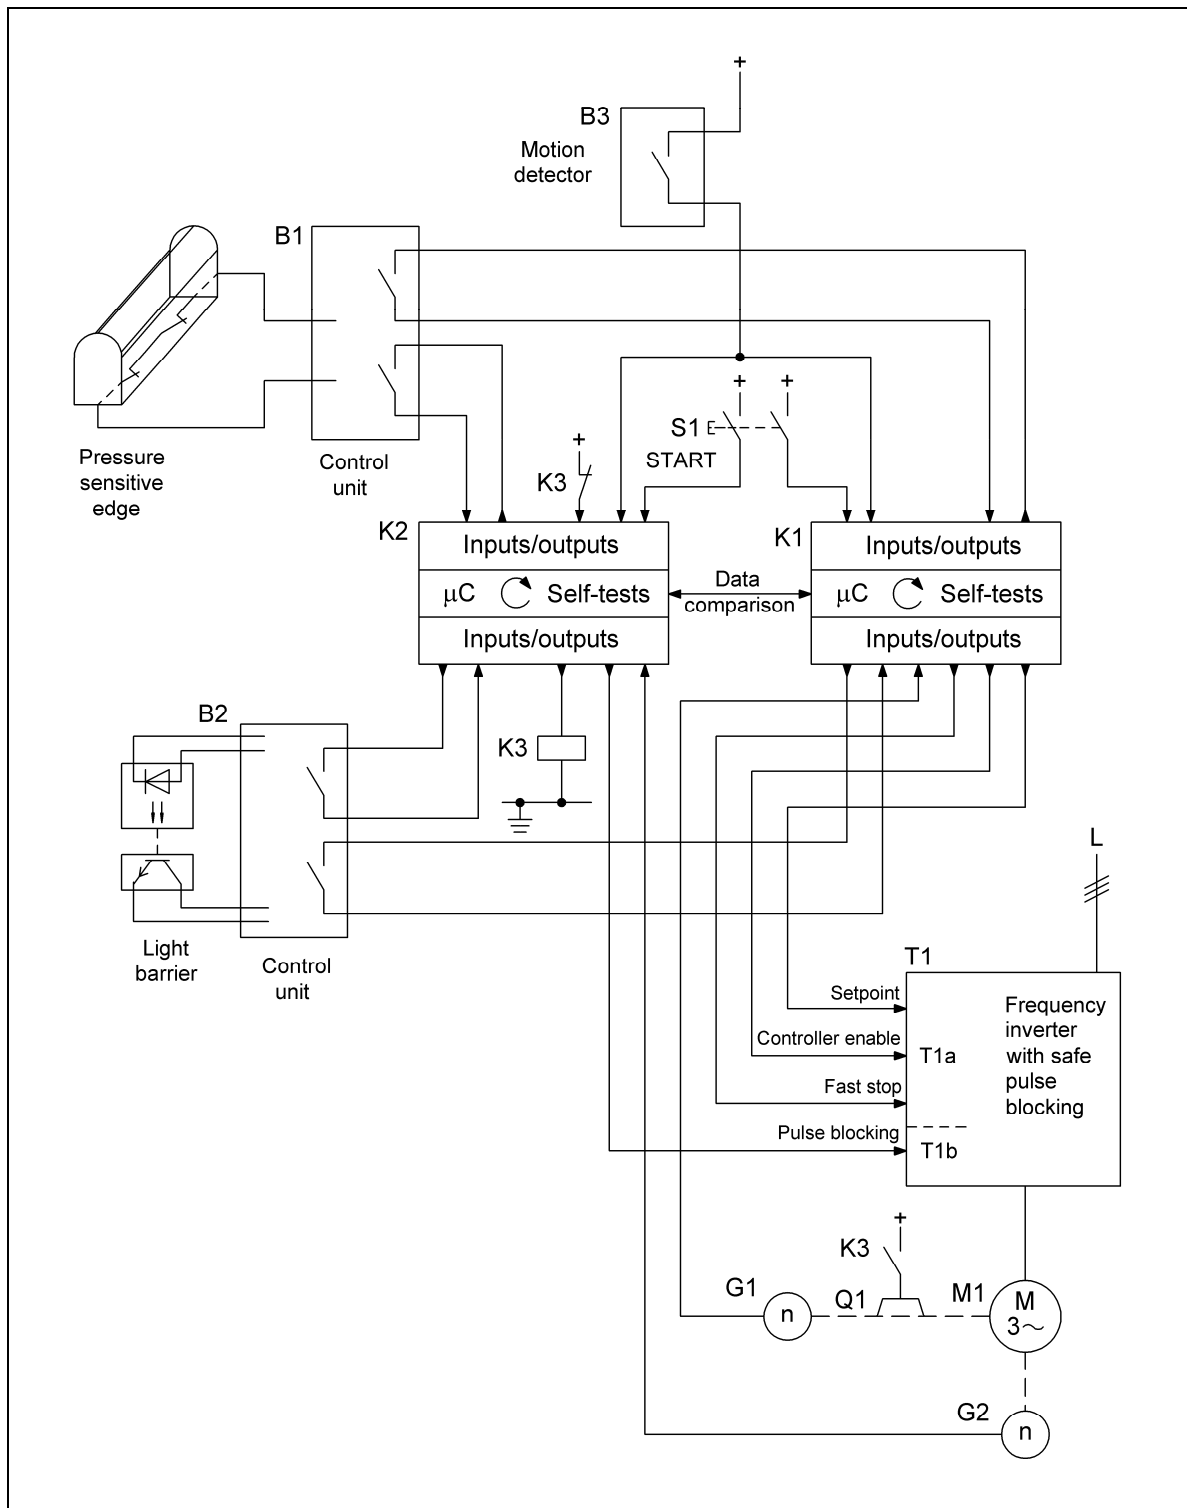 +
B3
Motion
detector
B1
Pressure
sensitive
edge
Control
unit
+
K3
+ +
S1
START
K2
Inputs/outputs
µC Self-tests
Inputs/outputs
Data
comparison
K1
Inputs/outputs
µC Self-tests
Inputs/outputs
B2
K3
Light
barrier
Control
unit
L
T1
Setpoint
Controller enable
Fast stop
Pulse blocking
T1a
T1b
Frequency
inverter
with safe
pulse
blocking
+
K3
G1
n
Q1
M1
M
3~
G2
n